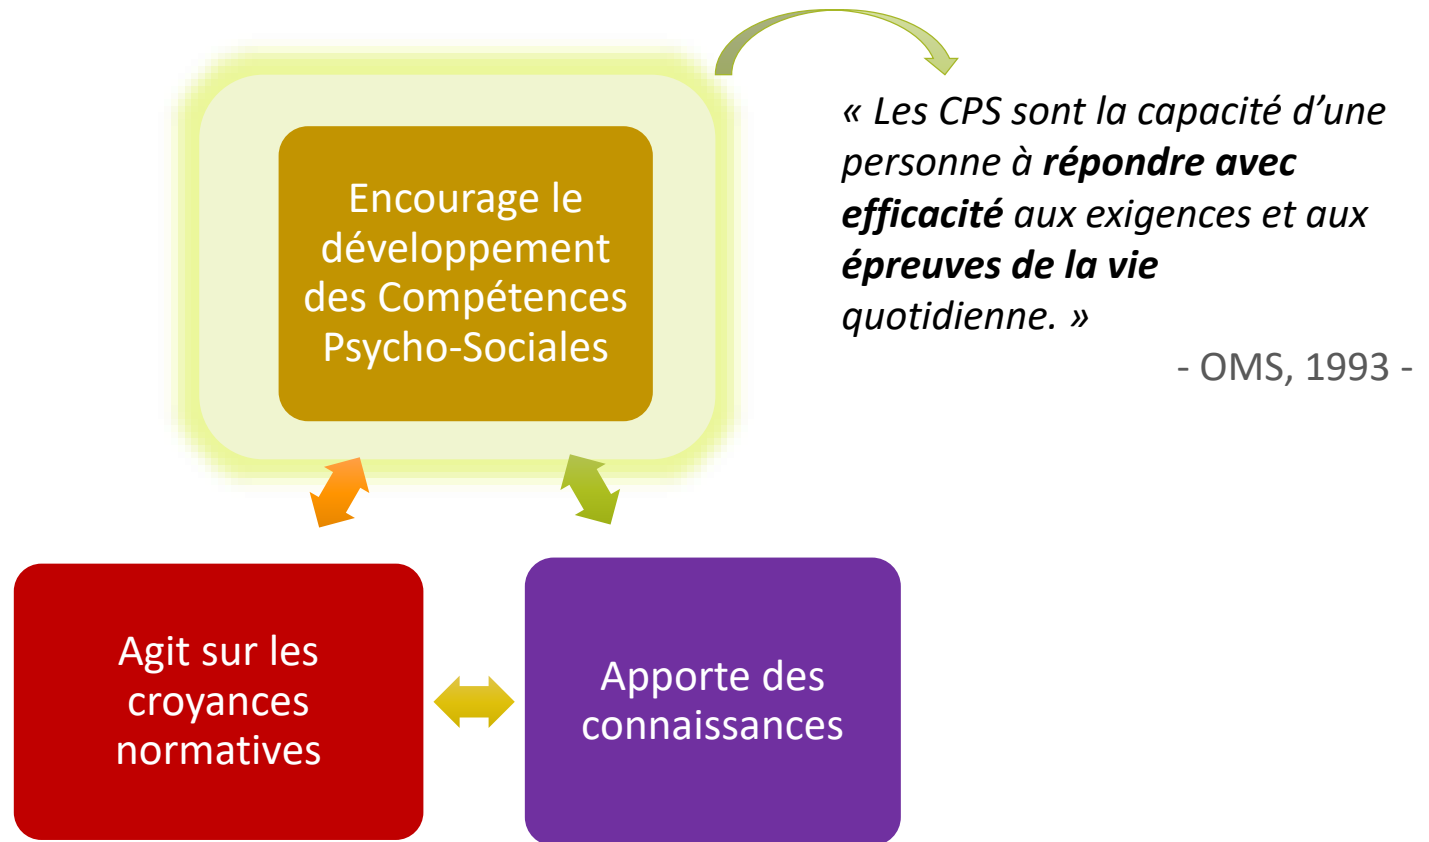 Encourage le
développement
des Compétences
Psycho-Sociales
« Les CPS sont la capacité d’une
personne à répondre avec
efficacité aux exigences et aux
épreuves de la vie
quotidienne. »
- OMS, 1993 -
Agit sur les
croyances
normatives
Apporte des
connaissances